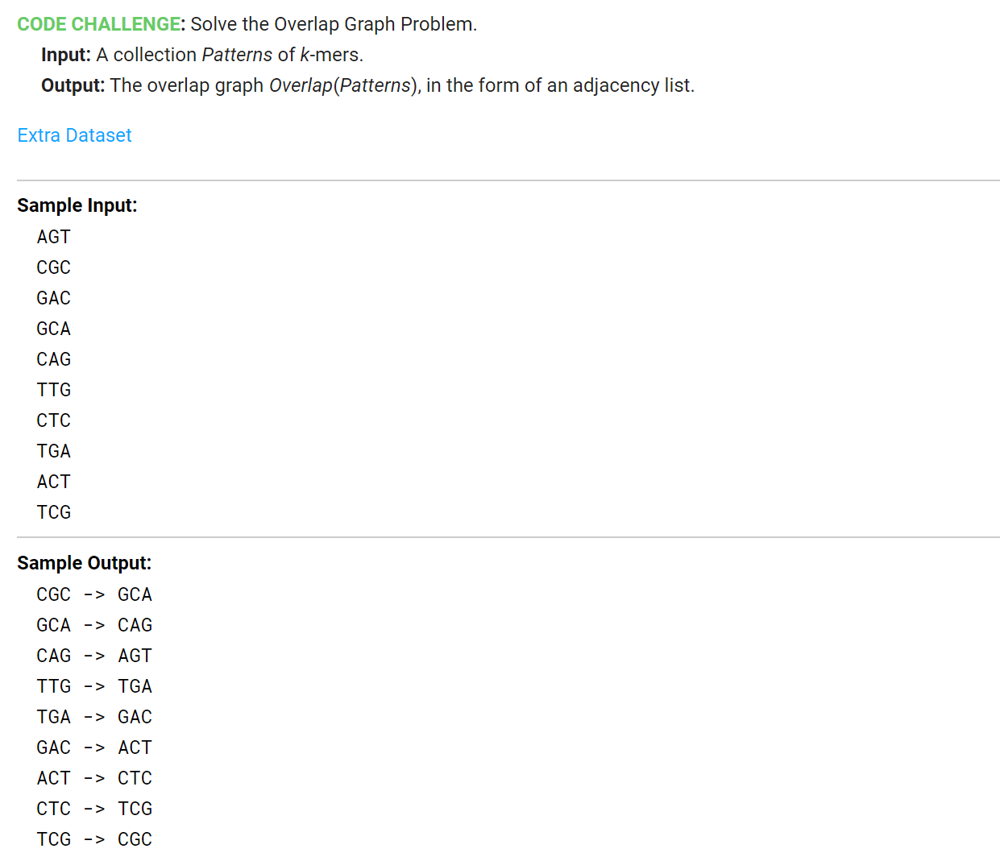 CODE CHALLENGE: Solve the Overlap Graph Problem.
Input: A collection Patterns of k-mers.
Output: The overlap graph Overlap(Patterns), in the form of an adjacency list.
Extra Dataset
Sample Input:
AGT
CGC
GAC
GCA
CAG
TTG
CTC
TGA
ACT
TCG
Sample Output:
CGC -> GCA
GCA -> CAG
CAG -> AGT
TTG -> TGA
TGA -> GAC
GAC -> ACT
ACT -> CTC
CTC -> TCG
TCG -> CGC